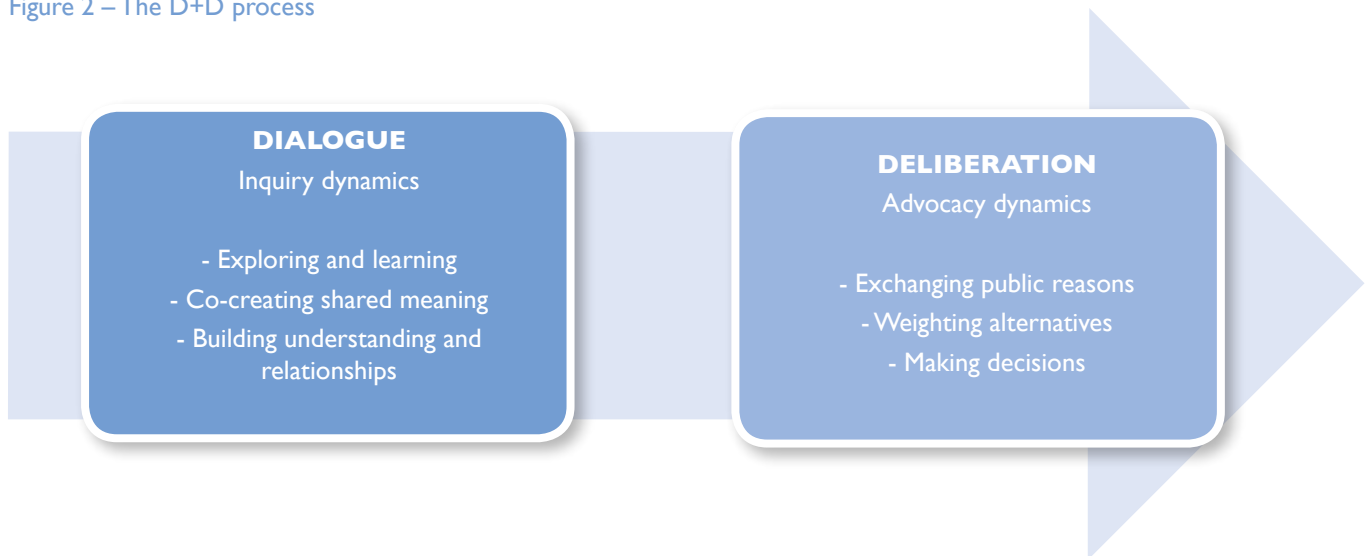 Figure 2 – The D+D process
DIALOGUE
Inquiry dynamics
- Exploring and learning
- Co-creating shared meaning
- Building understanding and
relationships
DELIBERATION
Advocacy dynamics
- Exchanging public reasons
- Weighting alternatives
- Making decisions